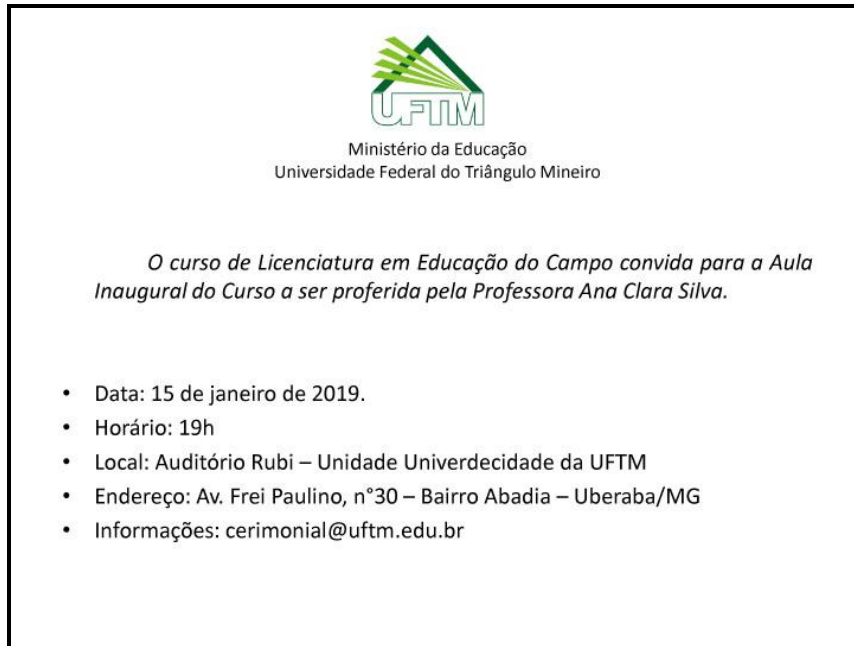 UFTM
Ministério da Educação
Universidade Federal do Triângulo Mineiro
O curso de Licenciatura em Educação do Campo convida para a Aula
Inaugural do Curso a ser proferida pela Professora Ana Clara Silva.
• Data: 15 de janeiro de 2019.
• Horário: 19h
• Local: Auditório Rubi – Unidade Univerdecidade da UFTM
• Endereço: Av. Frei Paulino, n°30 – Bairro Abadia – Uberaba/MG
• Informações: cerimonial@uftm.edu.br